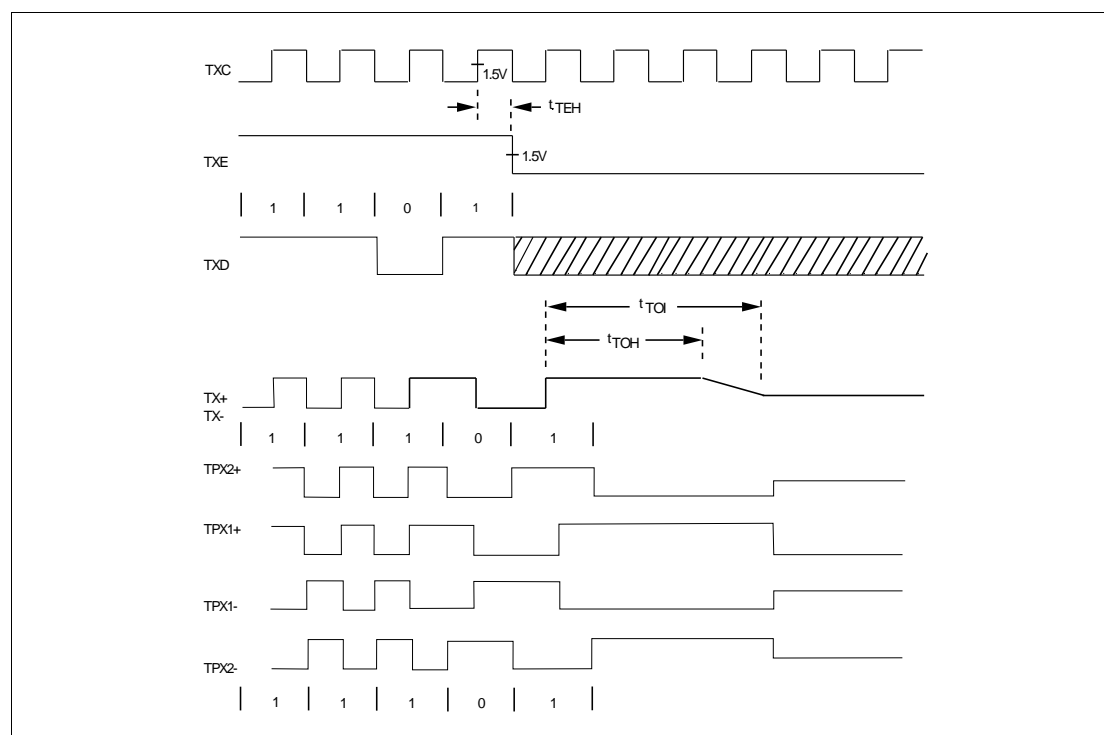 TXC
1.5V
tTEH
TXE
1.5V
1 1 0 1
TXD
tTOI
tTOH
TX+
TX-
1 1 1 0 1
TPX2+
TPX1+
TPX1-
TPX2-
1 1 1 0 1